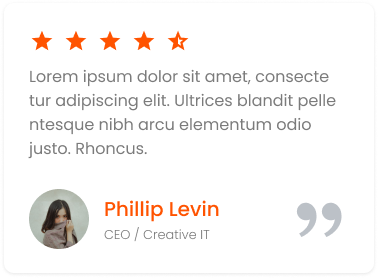 Lorem ipsum dolor sit amet, consecte
tur adipiscing elit. Ultrices blandit pelle
ntesque nibh arcu elementum odio
justo. Rhoncus.
Phillip Levin
CEO / Creative IT
”